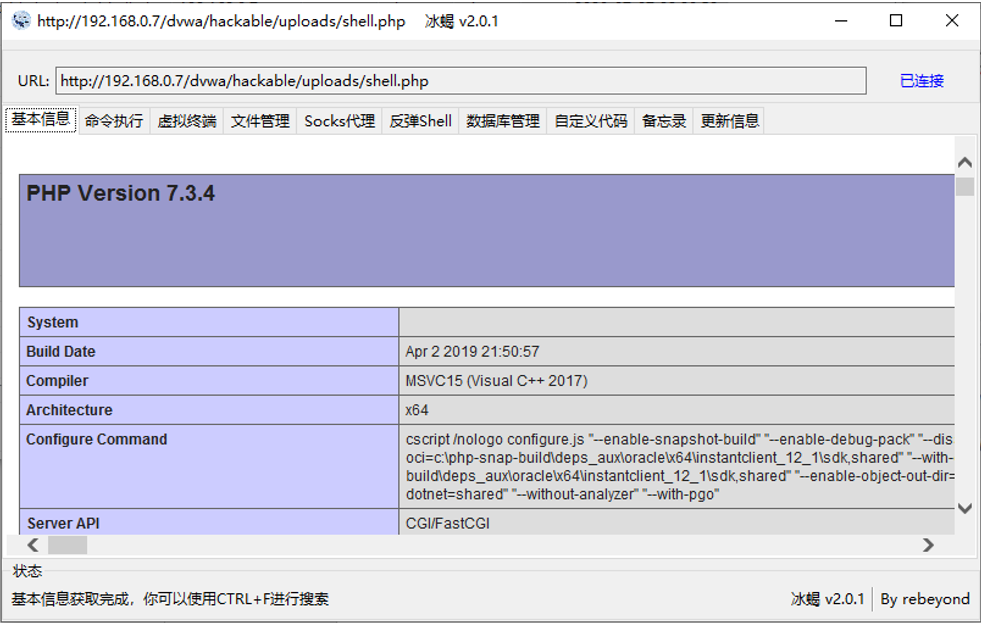 http://192.168.0.7/dvwa/hackable/uploads/shell.php 冰蝎 v2.0.1
URL: http://192.168.0.7/dvwa/hackable/uploads/shell.php 已连接
基本信息 命令执行 虚拟终端 文件管理 Socks代理 反弹Shell 数据库管理 自定义代码 备忘录 更新信息
PHP Version 7.3.4
System
Build Date Apr 2 2019 21:50:57
Compiler MSVC15 (Visual C++ 2017)
Architecture x64
Configure Command cscript /nologo configure.js "--enable-snapshot-build" "--enable-debug-pack" "--dis
oci=c:\php-snap-build\deps_aux\oracle\x64\instantclient_12_1\sdk,shared" "--with-
build\deps_aux\oracle\x64\instantclient_12_1\sdk,shared" "--enable-object-out-dir=
dotnet=shared" "--without-analyzer" "--with-pgo"
Server API CGI/FastCGI
状态
基本信息获取完成，你可以使用CTRL+F进行搜索 冰蝎 v2.0.1 By rebeyond